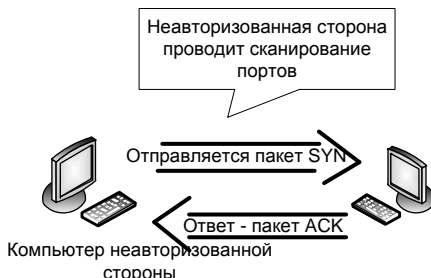 Неавторизованная сторона
проводит сканирование
портов
Отправляется пакет SYN
Ответ - пакет ACK
Компьютер неавторизованной
стороны